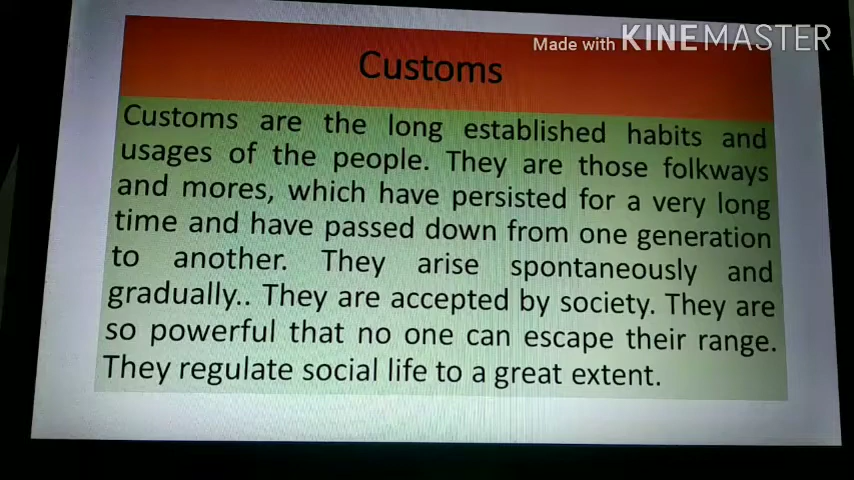 Made with KINEMASTER
Customs
Customs are the long established habits and
usages of the people. They are those folkways
and mores, which have persisted for a very long
time and have passed down from one generation
to another. They arise spontaneously and
gradually.. They are accepted by society. They are
so powerful that no one can escape their range.
They regulate social life to a great extent.